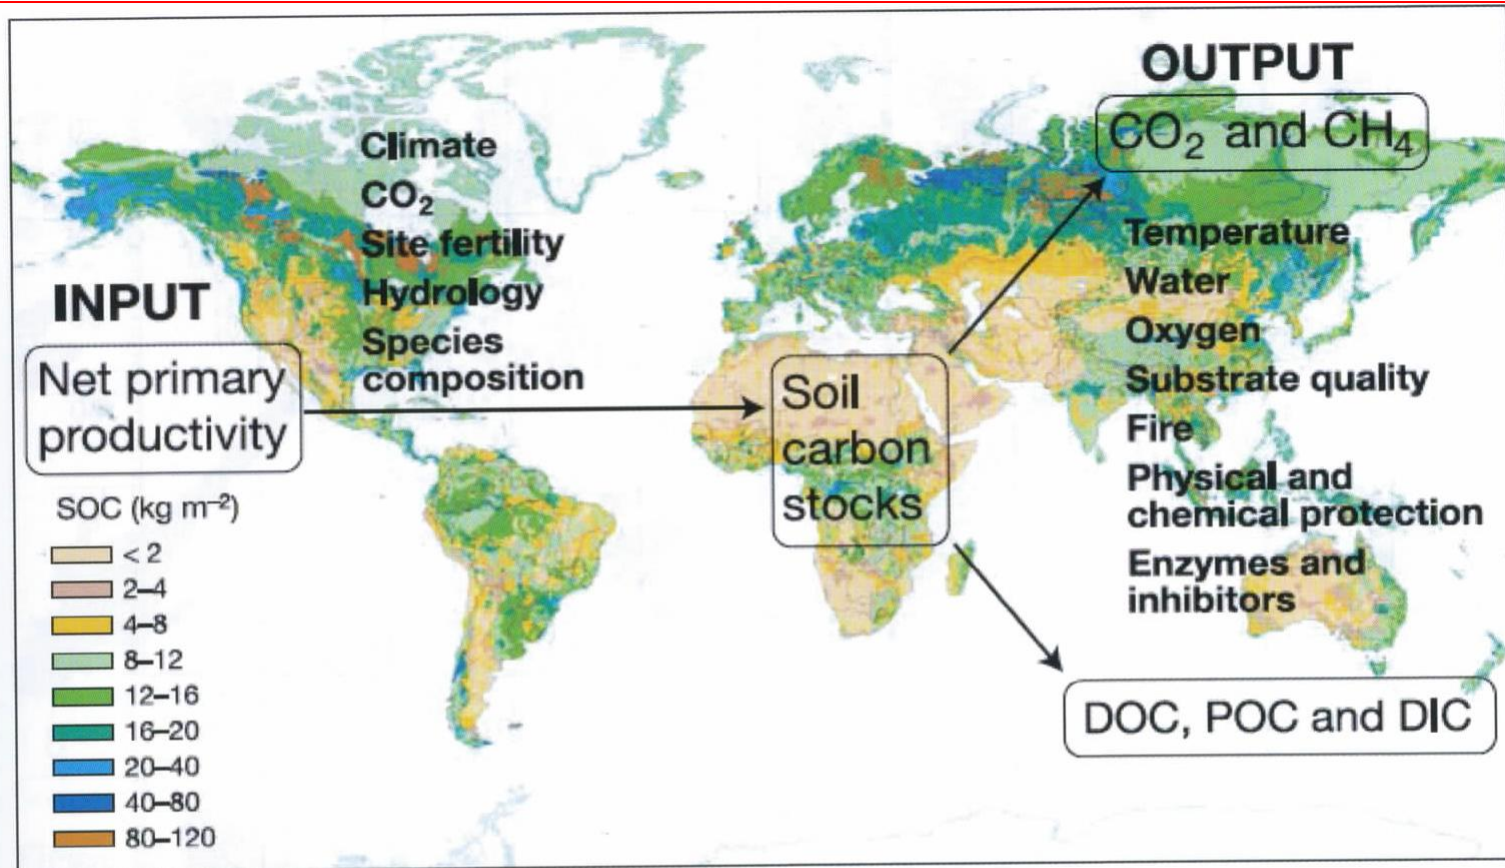 OUTPUT
CO₂ and CH₄
Climate
CO₂
Site fertility
Hydrology
Species
composition
INPUT
Net primary
productivity
Soil
carbon
stocks
Temperature
Water
Oxygen
Substrate quality
Fire
Physical and
chemical protection
Enzymes and
inhibitors
DOC, POC and DIC
SOC (kg m⁻²)
< 2
2–4
4–8
8–12
12–16
16–20
20–40
40–80
80–120